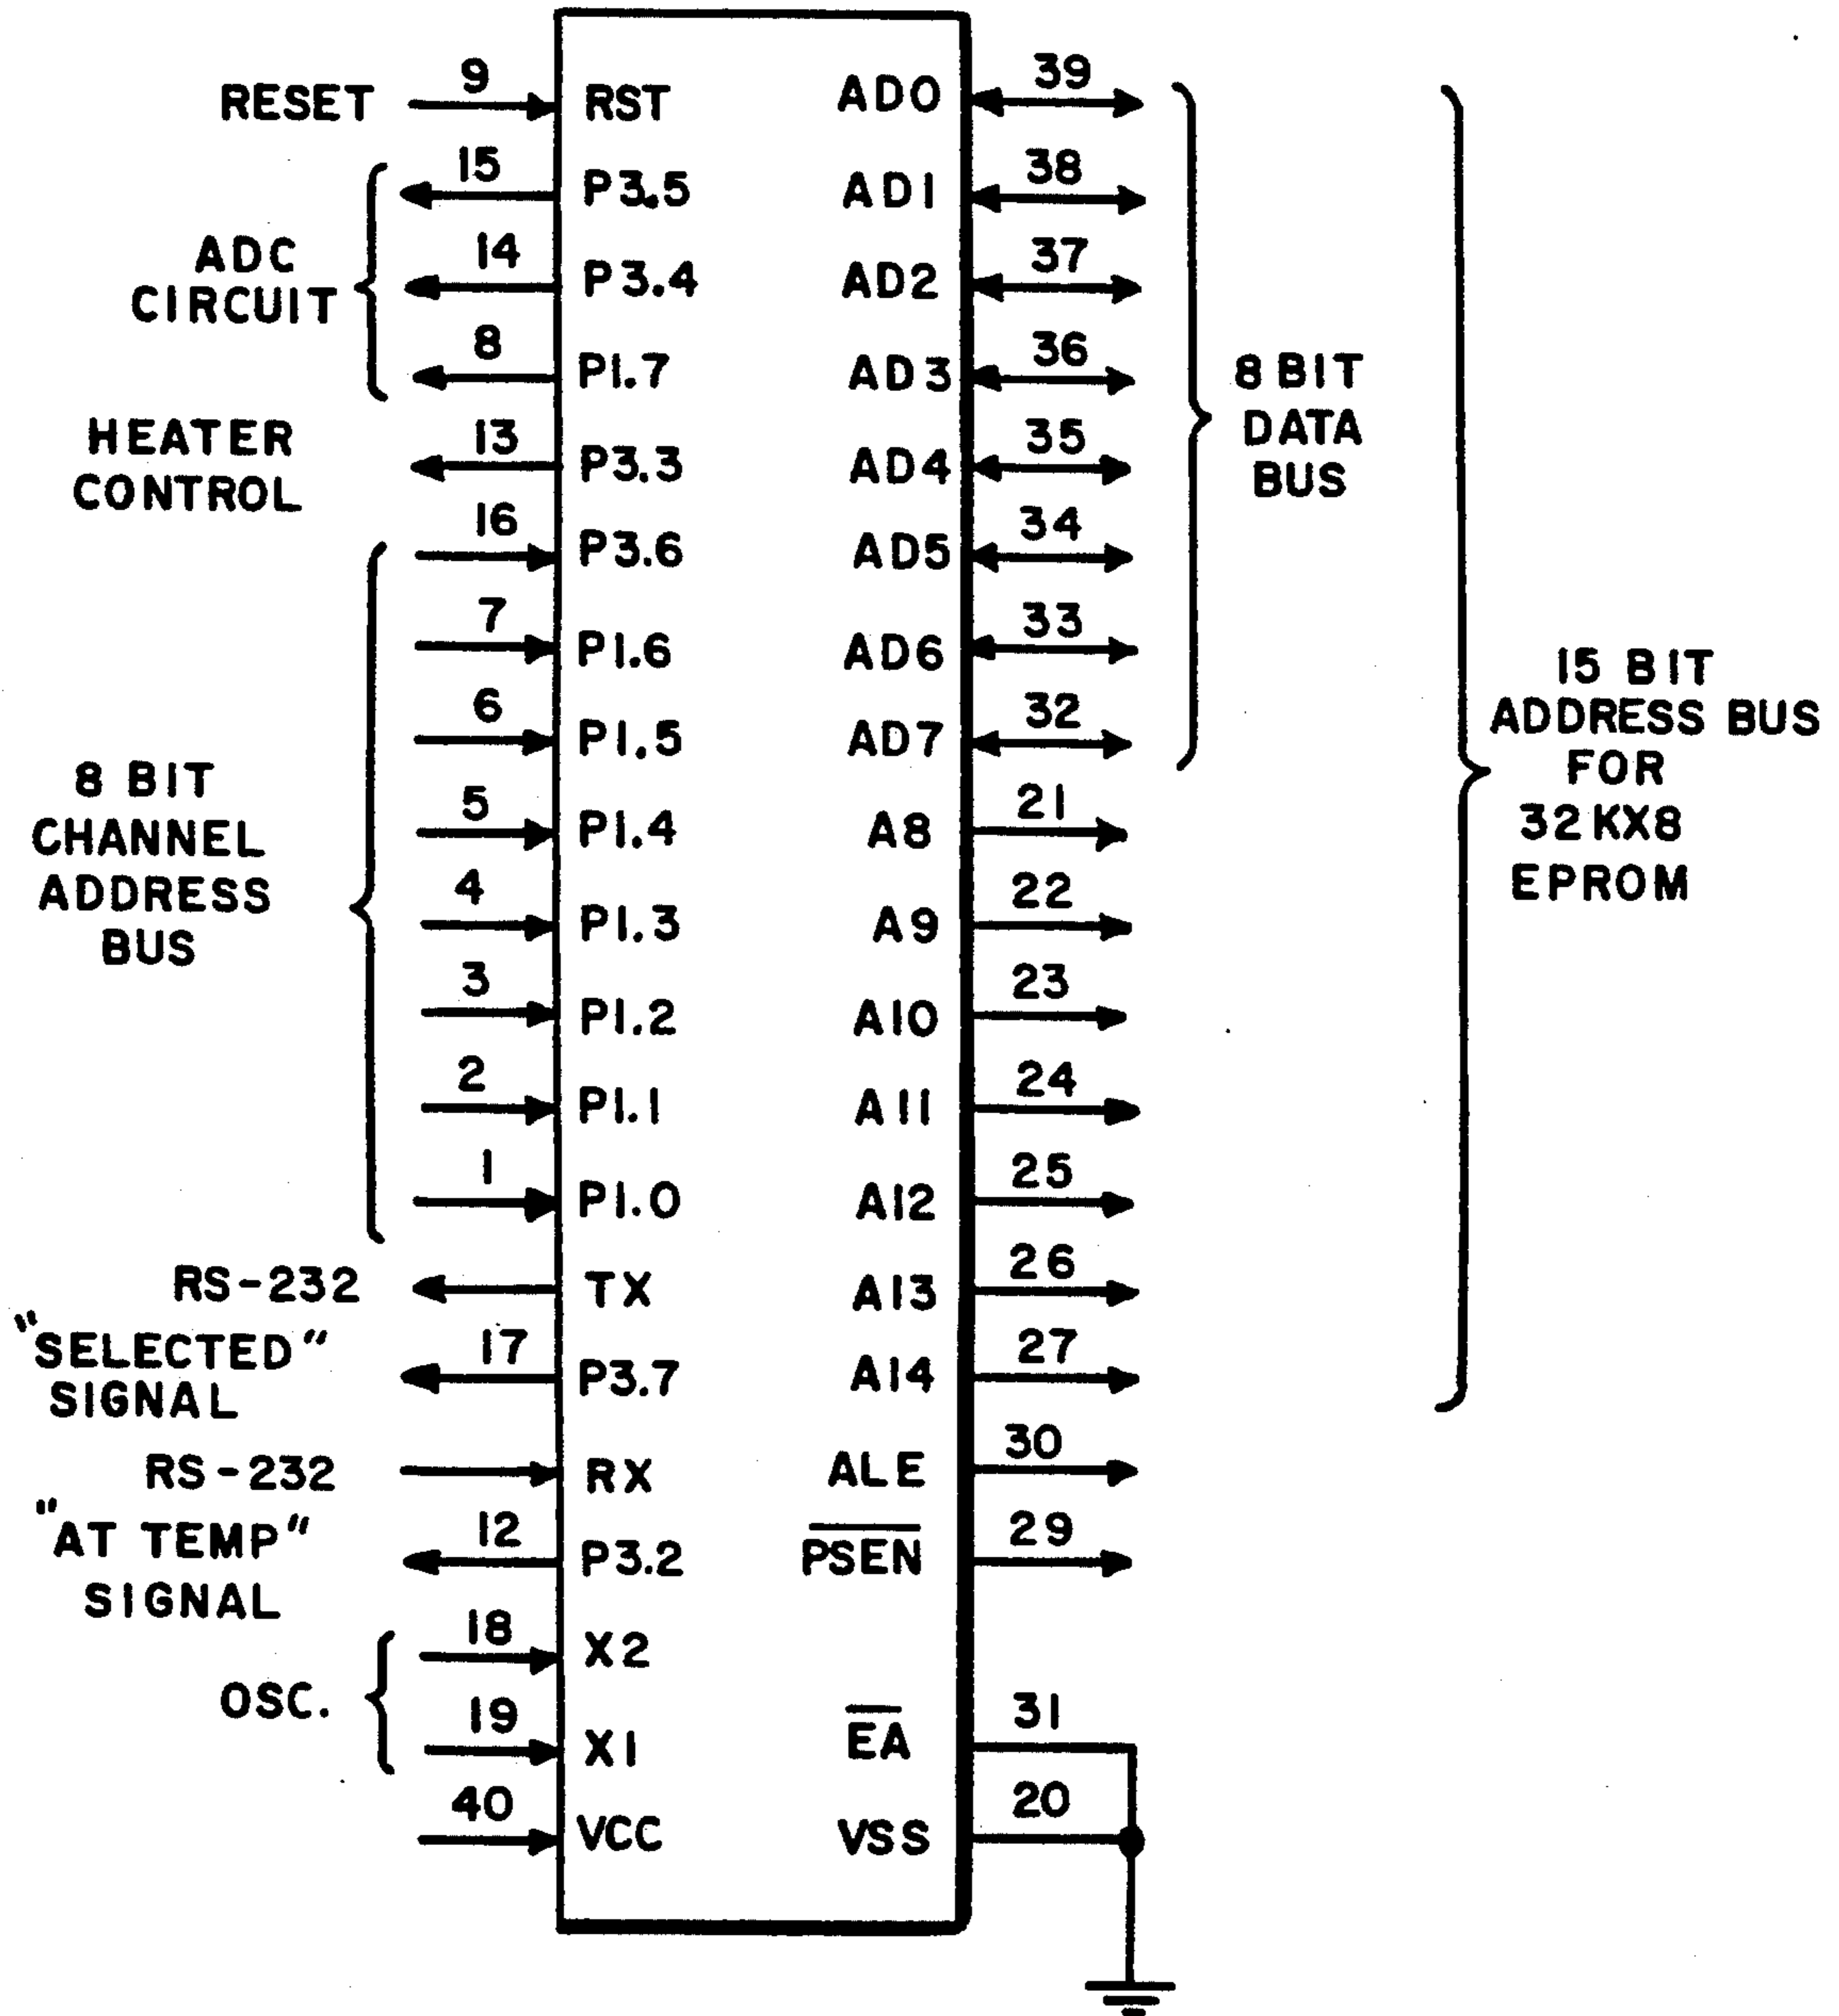 RESET 9 RST
15 P3.5
ADC
CIRCUIT
14 P3.4
8 P1.7
HEATER
CONTROL
13 P3.3
16 P3.6
7 P1.6
6 P1.5
8 BIT
CHANNEL
ADDRESS
BUS
5 P1.4
4 P1.3
3 P1.2
2 P1.1
1 P1.0
RS-232 TX
"SELECTED"
SIGNAL
17 P3.7
RS-232 RX
"AT TEMP"
SIGNAL
12 P3.2
OSC.
18 X2
19 X1
40 VCC
AD0 39
AD1 38
AD2 37
AD3 36
AD4 35
AD5 34
AD6 33
AD7 32
8 BIT
DATA
BUS
A8 21
A9 22
A10 23
A11 24
A12 25
A13 26
A14 27
15 BIT
ADDRESS BUS
FOR
32KX8
EPROM
ALE 30
PSEN 29
EA 31
VSS 20